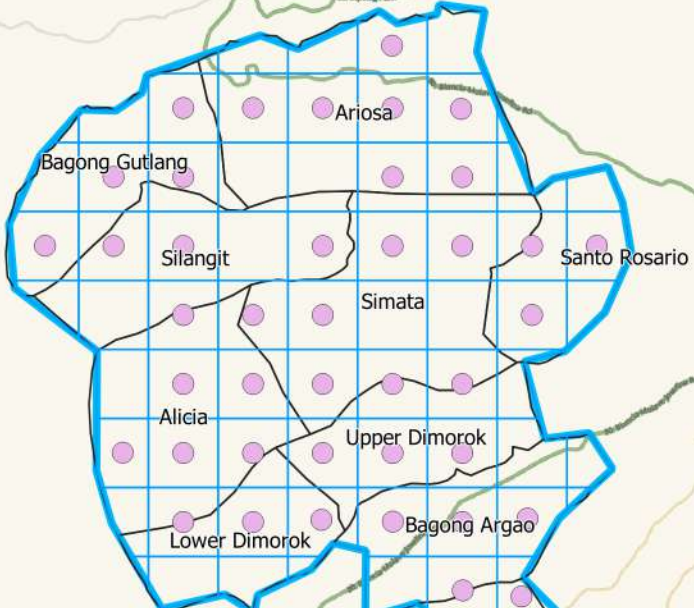 Ariosa
Bagong Gutlang
Silangit
Santo Rosario
Simata
Alicia
Upper Dimorok
Bagong Argao
Lower Dimorok